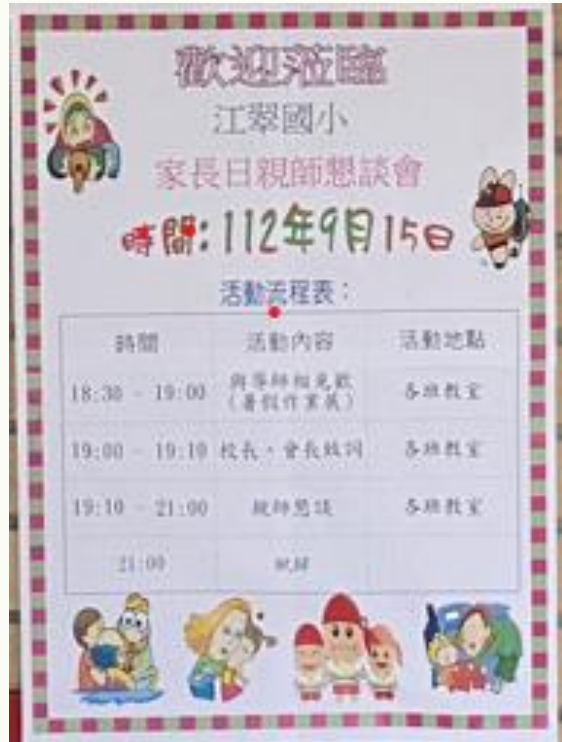 歡迎蒞臨
江翠國小
家長日親師懇談會
時間:112年9月15日
活動流程表:
時間 活動內容 活動地點
18:30 - 19:00 與導師相見歡 各班教室
(暑假作業展)
19:00 - 19:10 校長、會長致詞 各班教室
19:10 - 21:00 親師懇談 各班教室
21:00